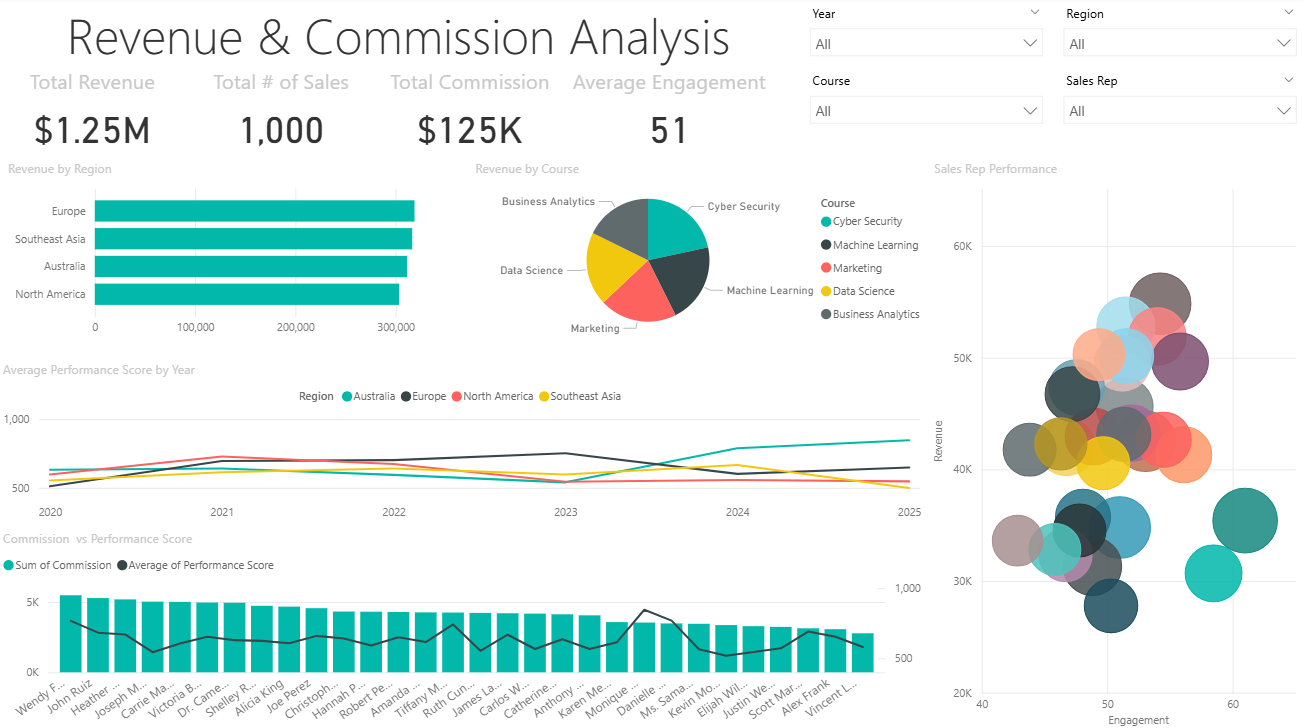 Revenue & Commission Analysis
Year
All
Region
All
Course
All
Sales Rep
All
Total Revenue
$1.25M
Total # of Sales
1,000
Total Commission
$125K
Average Engagement
51
Revenue by Region
Europe
Southeast Asia
Australia
North America
0 100,000 200,000 300,000
Revenue by Course
Business Analytics
Cyber Security
Data Science
Machine Learning
Marketing
Course
Cyber Security
Machine Learning
Marketing
Data Science
Business Analytics
Average Performance Score by Year
Region Australia Europe North America Southeast Asia
1,000
500
2020 2021 2022 2023 2024 2025
Commission vs Performance Score
Sum of Commission Average of Performance Score
5K
0K
1,000
500
Wendy F...
John Ruiz
Heather ...
Joseph M...
Carrie Ma...
Victoria B...
Dr. Came...
Shelley R...
Alicia King
Joe Perez
Christoph...
Hannah P...
Robert Pe...
Amanda ...
Tiffany M...
Ruth Cun...
James La...
Carlos W...
Catherine...
Anthony ...
Karen Me...
Monique ...
Danielle ...
Ms. Sama...
Kevin Mo...
Elijah Wil...
Justin We...
Scott Mar...
Alex Frank
Vincent L...
Sales Rep Performance
Revenue
60K
50K
40K
30K
20K
40 50 60
Engagement